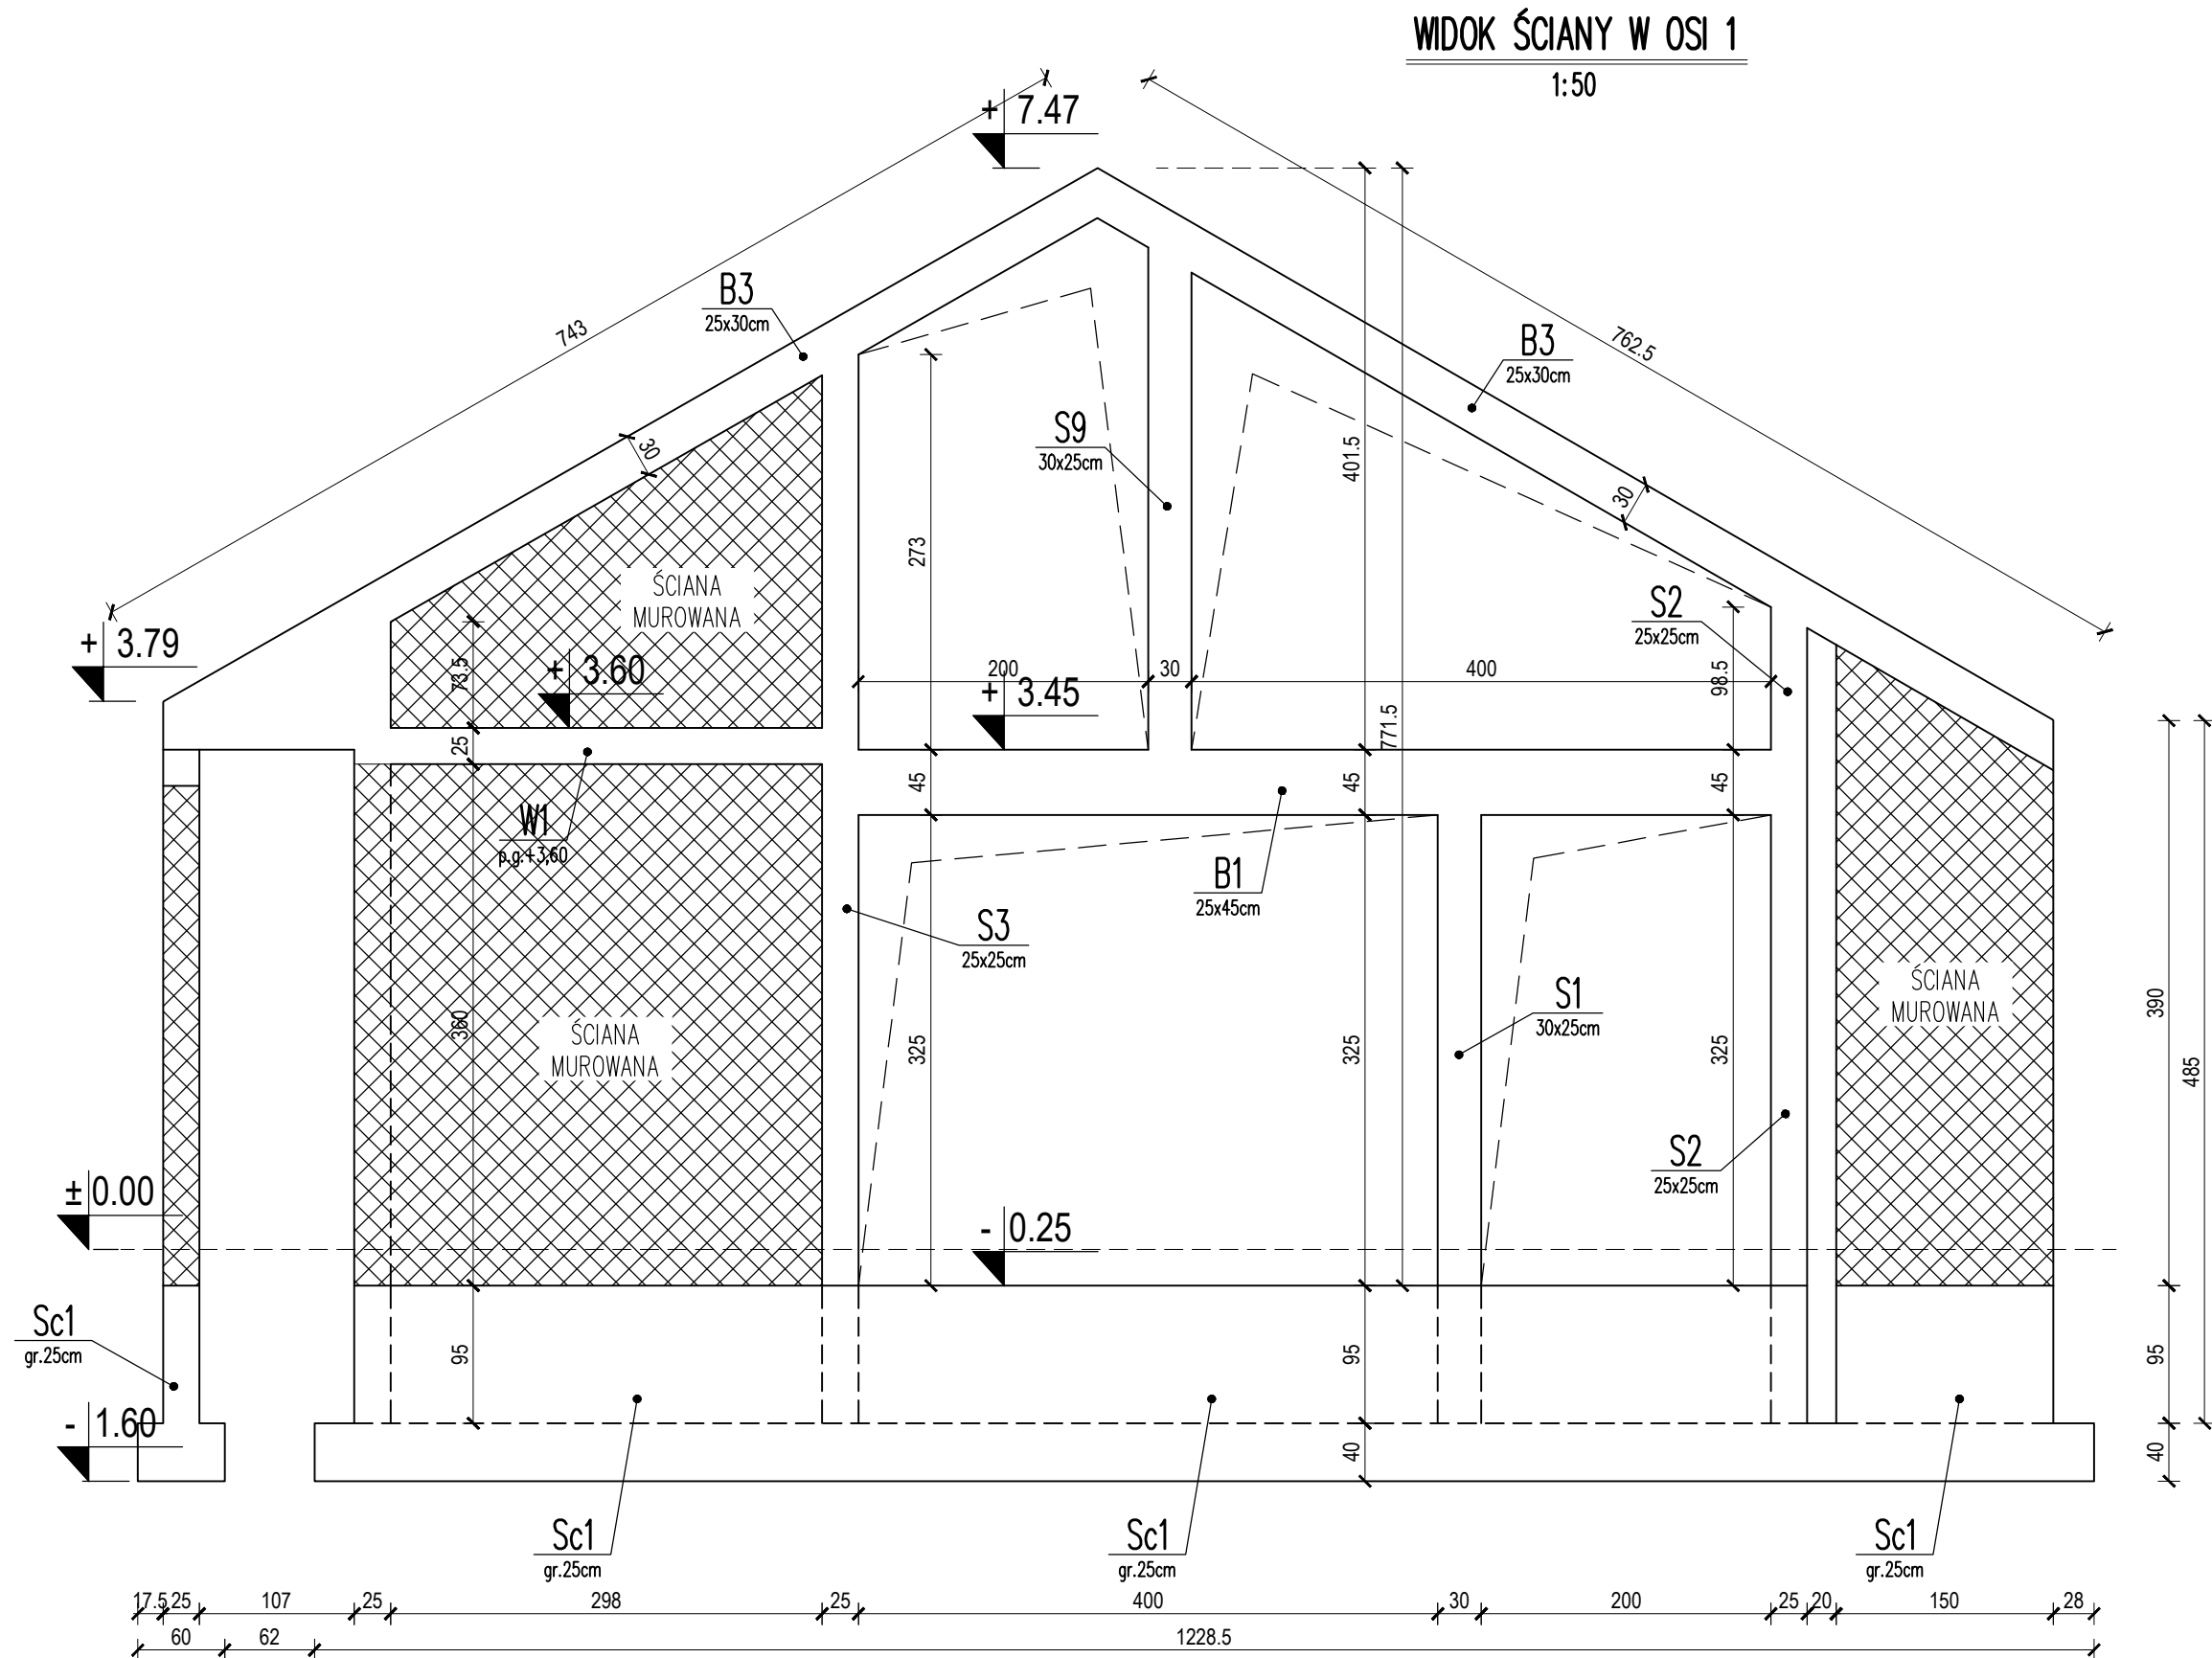 WIDOK ŚCIANY W OSI 1
1:50
+ 7.47
743
762.5
B3
25x30cm
B3
25x30cm
30
30
S9
30x25cm
401.5
273
ŚCIANA
MUROWANA
S2
25x25cm
+ 3.79
73.5
+ 3.60
200
30
400
98.5
+ 3.45
771.5
25
45
45
45
W1
p.g.+3,60
B1
25x45cm
S3
25x25cm
S1
30x25cm
ŚCIANA
MUROWANA
ŚCIANA
MUROWANA
360
325
325
325
390
485
S2
25x25cm
±0.00
- 0.25
Sc1
gr.25cm
95
95
95
- 1.60
40
40
Sc1
gr.25cm
Sc1
gr.25cm
Sc1
gr.25cm
17.5 25 107 25 298 25 400 30 200 25 20 150 28
60 62 1228.5